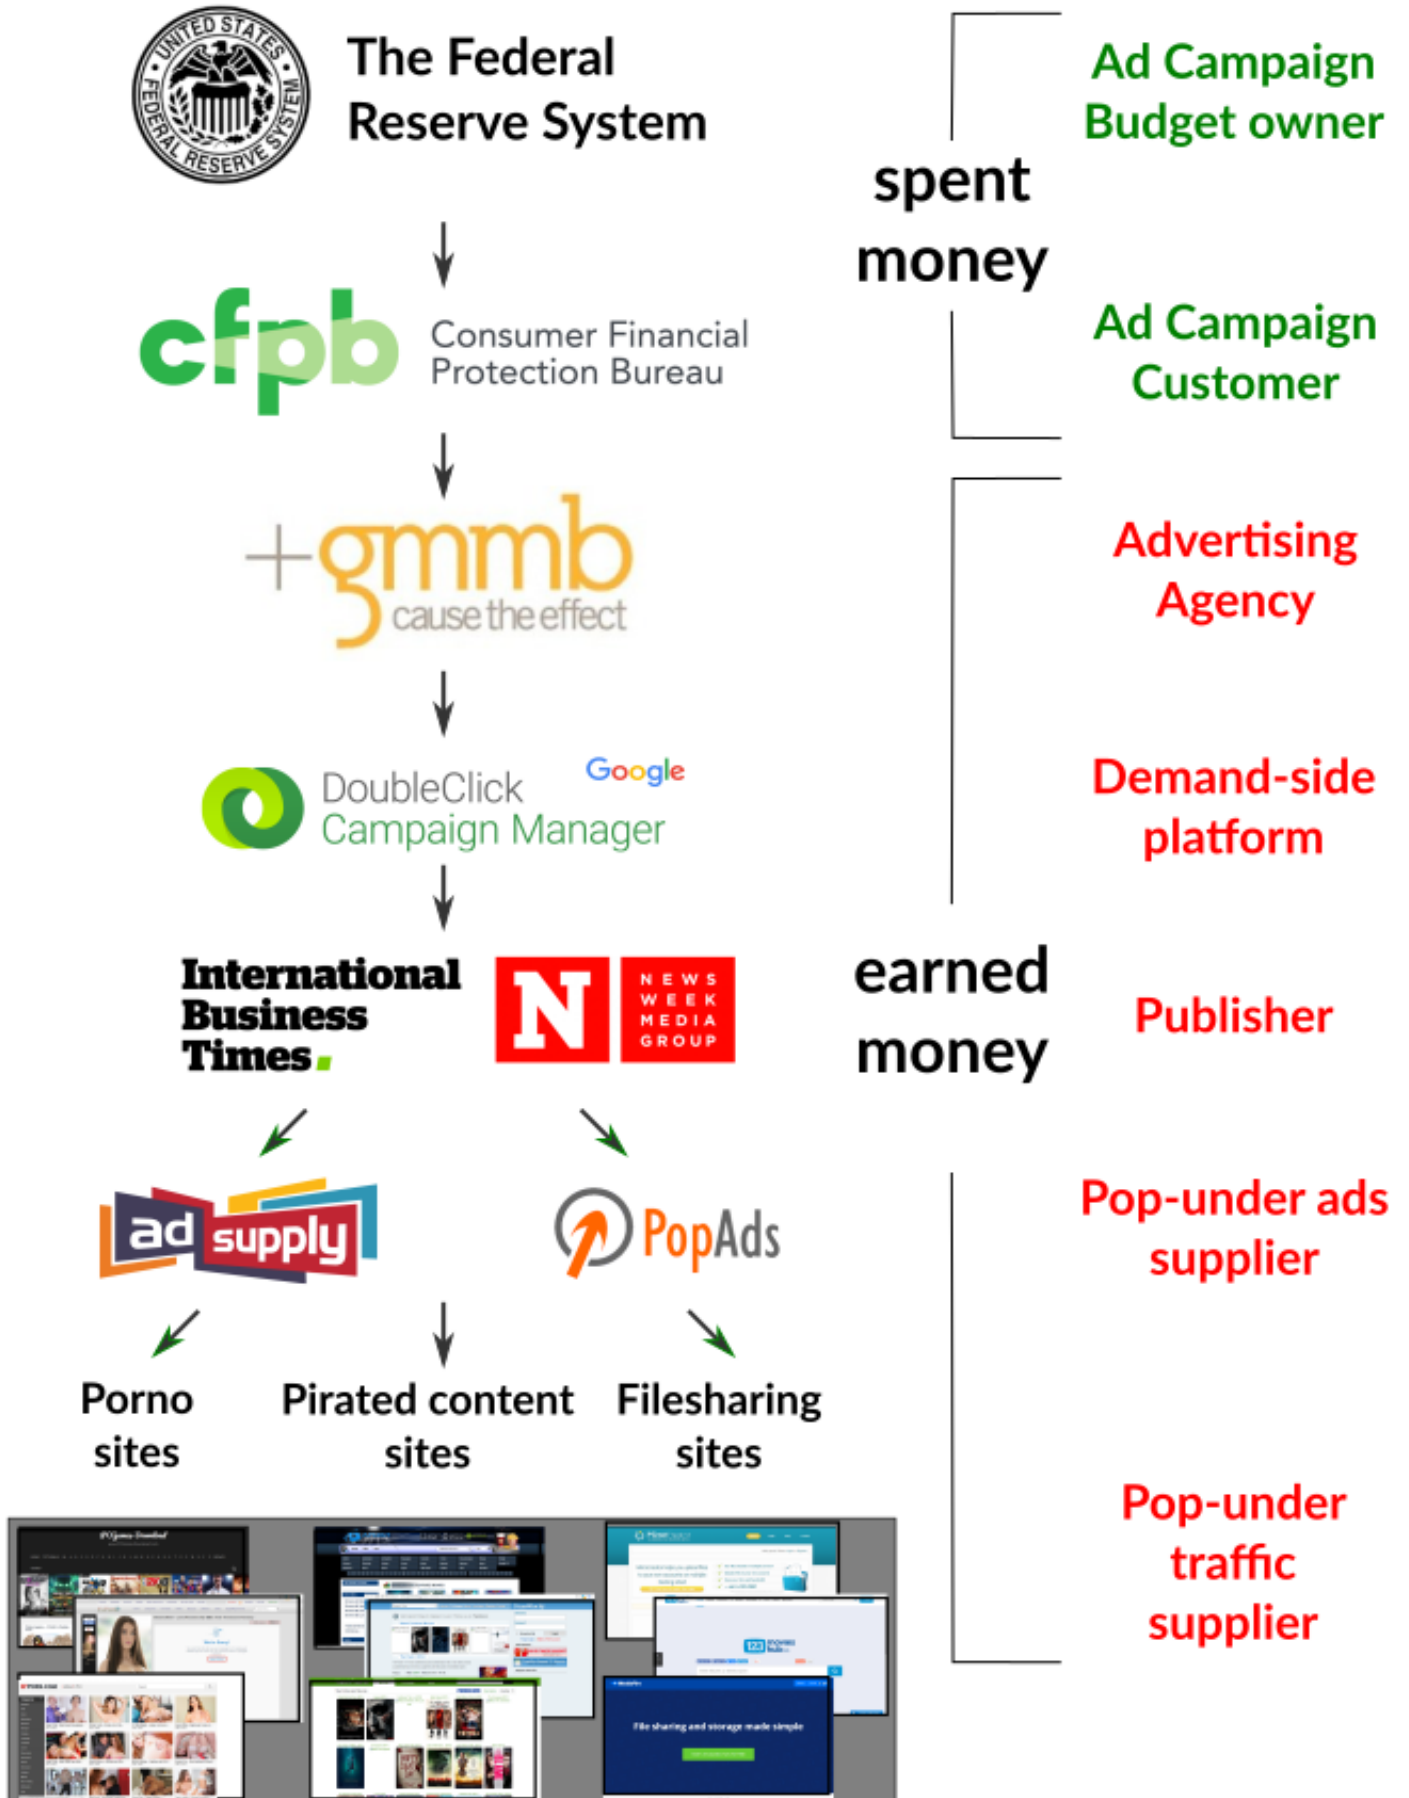 UNITED STATES
FEDERAL RESERVE SYSTEM
The Federal
Reserve System
spent
money
Ad Campaign
Budget owner
cfpb
Consumer Financial
Protection Bureau
Ad Campaign
Customer
+gmmb
cause the effect
Advertising
Agency
DoubleClick
Campaign Manager
Google
Demand-side
platform
International
Business
Times.
N
NEWS
WEEK
MEDIA
GROUP
earned
money
Publisher
ad supply
PopAds
Pop-under ads
supplier
Porno
sites
Pirated content
sites
Filesharing
sites
Pop-under
traffic
supplier
123
File sharing and storage made simple